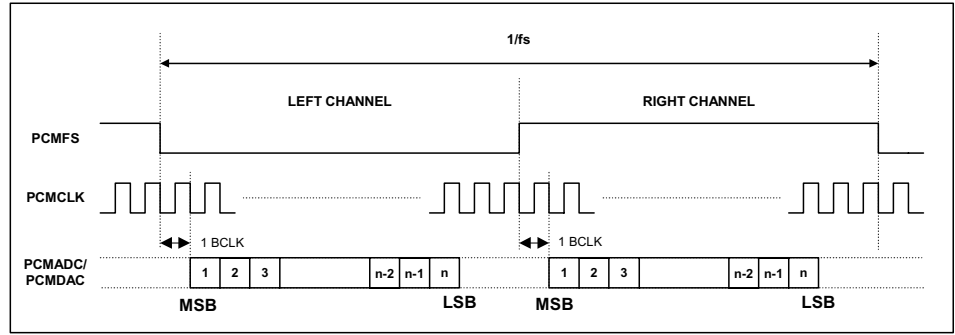 1/fs
LEFT CHANNEL RIGHT CHANNEL
PCMFS
PCMCLK
1 BCLK 1 BCLK
PCMADC/
PCMDAC
1 2 3 n-2 n-1 n 1 2 3 n-2 n-1 n
MSB LSB MSB LSB